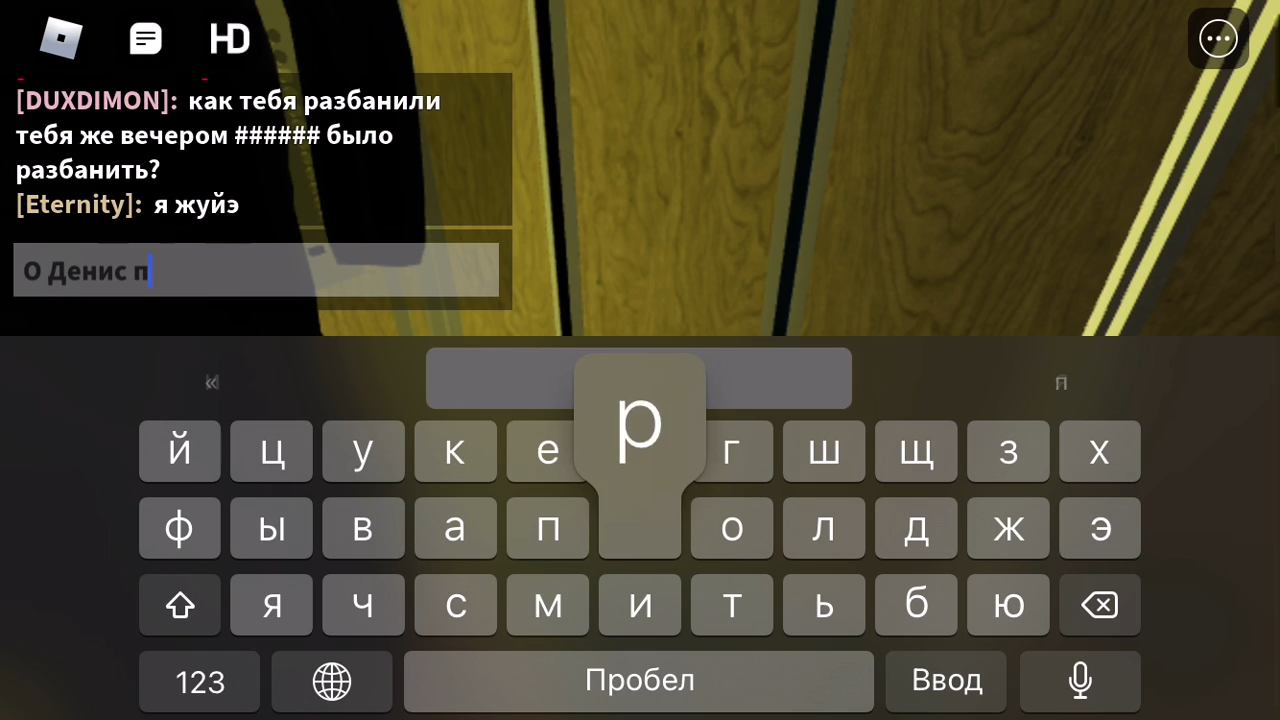 HD
[DUXDIMON]: как тебя разбанили
тебя же вечером ###### было
разбанить?
[Eternity]: я жуйэ
О Денис п
« п
р
й ц у к е г ш щ з х
ф ы в а п о л д ж э
я ч с м и т ь б ю
123 Пробел Ввод